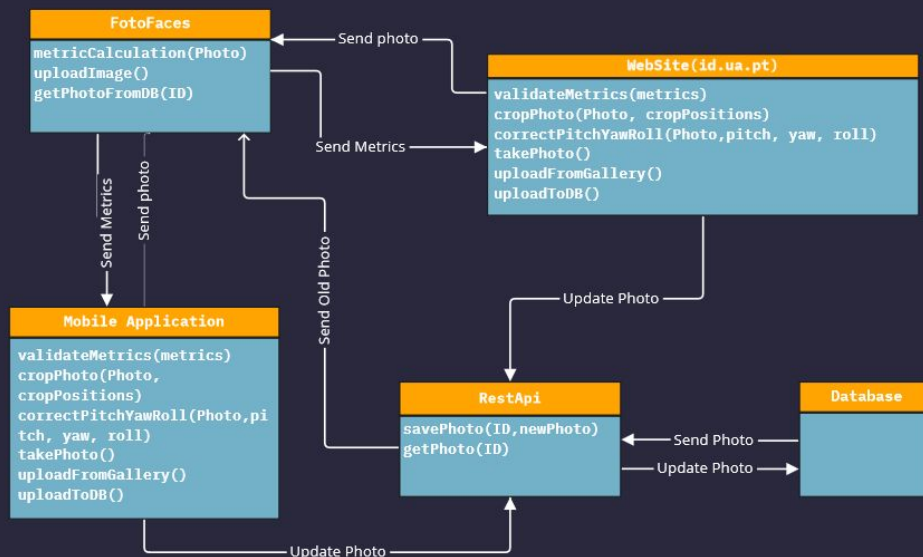 FotoFaces
metricCalculation(Photo)
uploadImage()
getPhotoFromDB(ID)
Send photo
WebSite(id.ua.pt)
validateMetrics(metrics)
cropPhoto(Photo, cropPositions)
correctPitchYawRoll(Photo,pitch, yaw, roll)
takePhoto()
uploadFromGallery()
uploadToDB()
Send Metrics
Send Metrics
Send photo
Send Old Photo
Update Photo
Mobile Application
validateMetrics(metrics)
cropPhoto(Photo,
cropPositions)
correctPitchYawRoll(Photo,pi
tch, yaw, roll)
takePhoto()
uploadFromGallery()
uploadToDB()
RestApi
savePhoto(ID,newPhoto)
getPhoto(ID)
Send Photo
Update Photo
Database
Update Photo